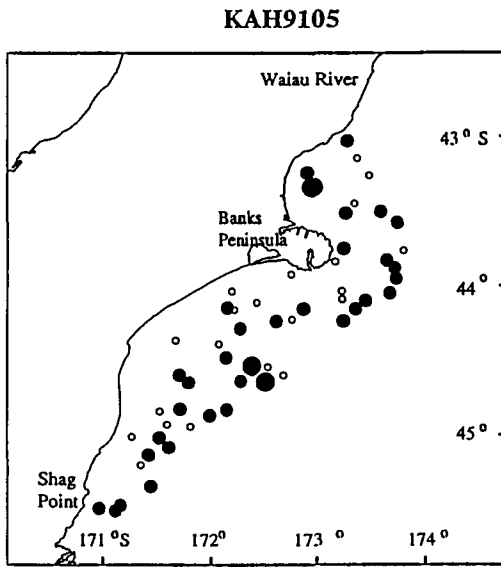 KAH9105
Waiau River
43° S
Banks
Peninsula
44°
45°
Shag
Point
171 °S
172 °
173 °
174 °